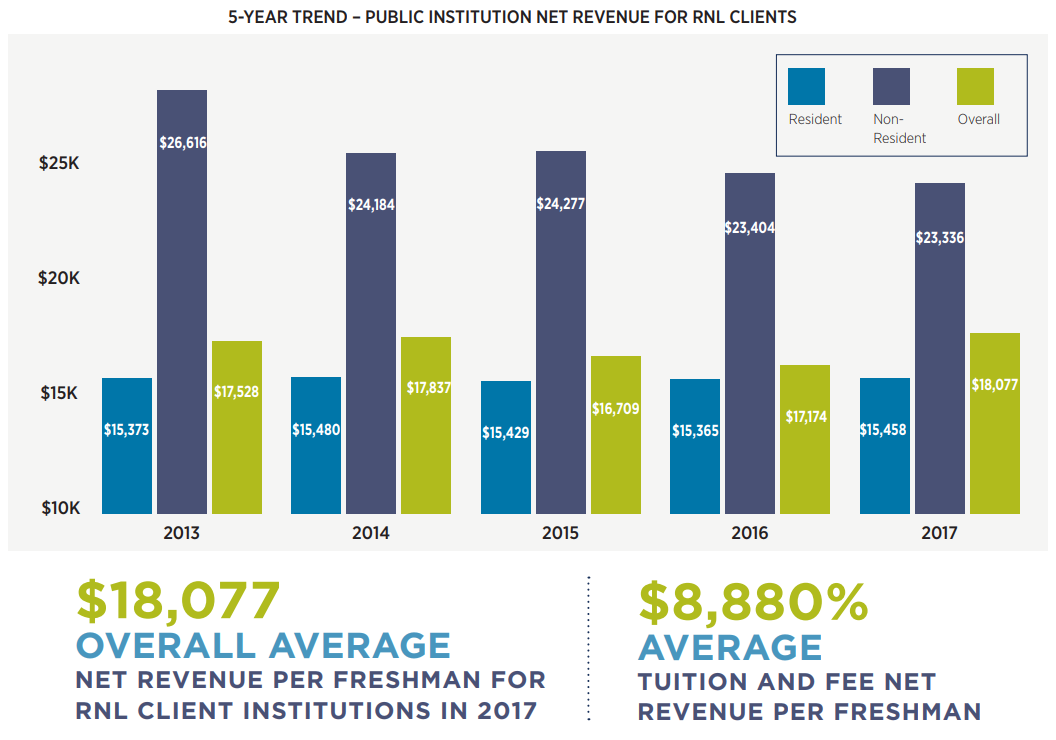 5-YEAR TREND – PUBLIC INSTITUTION NET REVENUE FOR RNL CLIENTS
Resident
Non-
Resident
Overall
$25K
$20K
$15K
$10K
$26,616
$24,184
$24,277
$23,404
$23,336
$15,373
$17,528
$15,480
$17,837
$15,429
$16,709
$15,365
$17,174
$15,458
$18,077
2013
2014
2015
2016
2017
$18,077
OVERALL AVERAGE
NET REVENUE PER FRESHMAN FOR
RNL CLIENT INSTITUTIONS IN 2017
$8,880%
AVERAGE
TUITION AND FEE NET
REVENUE PER FRESHMAN